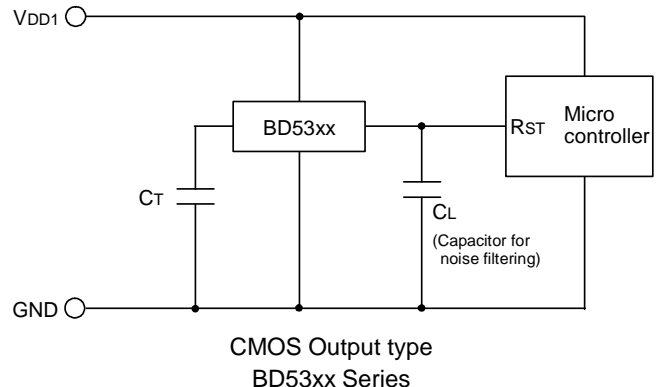 VDD1
BD53xx
RST
Micro
controller
CT
CL
(Capacitor for
noise filtering)
GND
CMOS Output type
BD53xx Series